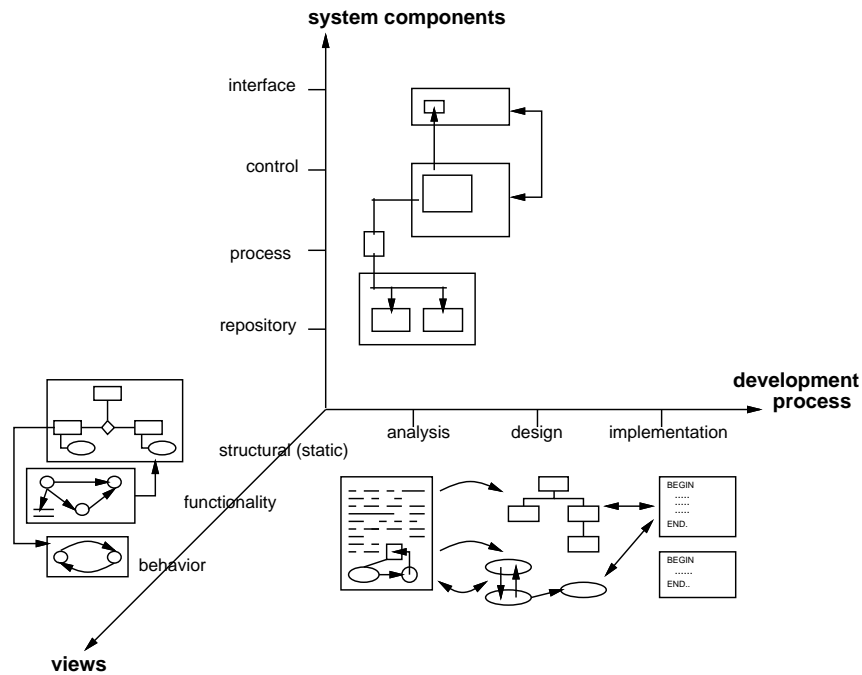 system components
interface
control
process
repository
development
process
analysis
design
implementation
structural (static)
functionality
behavior
views
BEGIN
.....
.....
.....
END.
BEGIN
......
END..